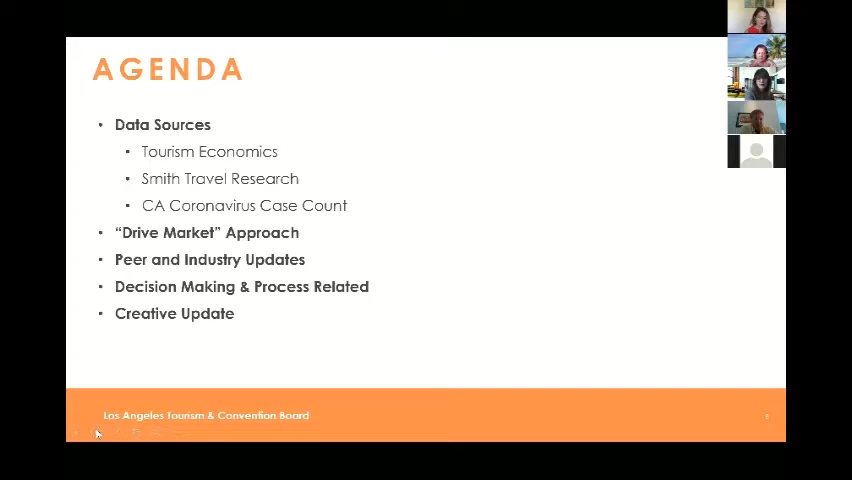 AGENDA
• Data Sources
▪ Tourism Economics
▪ Smith Travel Research
▪ CA Coronavirus Case Count
• “Drive Market” Approach
• Peer and Industry Updates
• Decision Making & Process Related
• Creative Update
Los Angeles Tourism & Convention Board